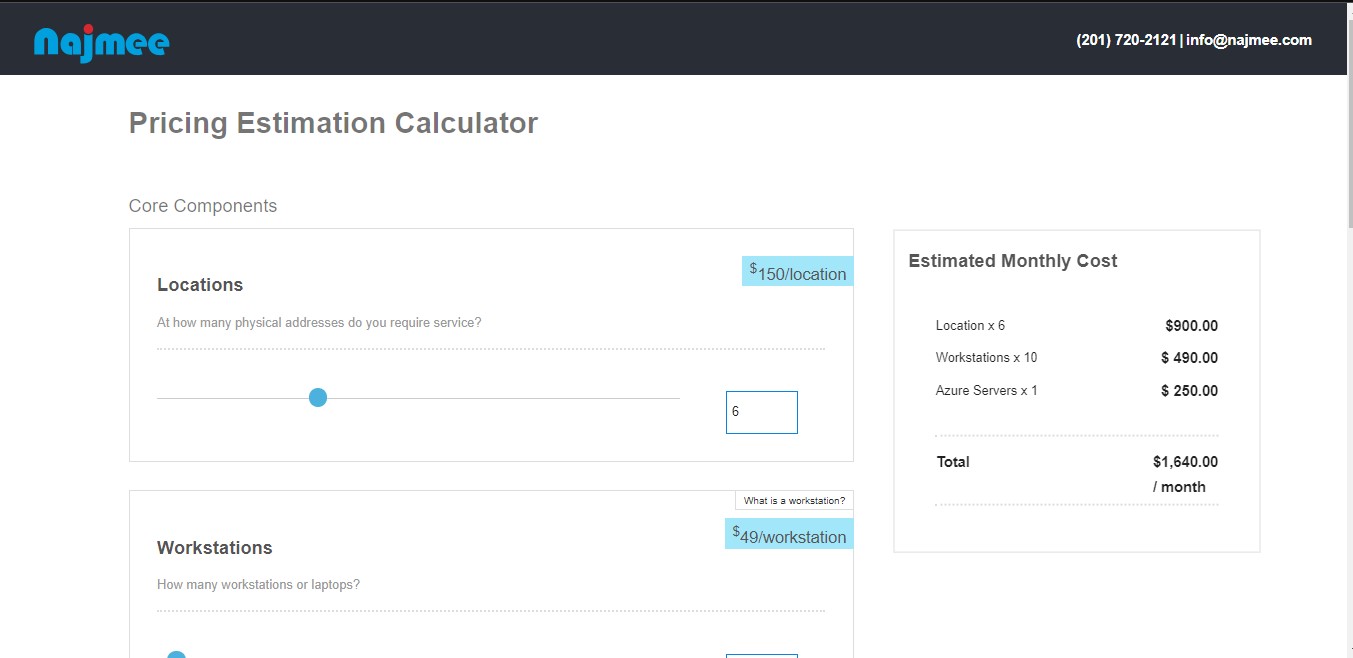 Najmee
(201) 720-2121|info@najmee.com
Pricing Estimation Calculator
Core Components
Locations
$150/location
At how many physical addresses do you require service?
6
What is a workstation?
Workstations
$49/workstation
How many workstations or laptops?
Estimated Monthly Cost
Location x 6 $900.00
Workstations x 10 $ 490.00
Azure Servers x 1 $ 250.00
Total $1,640.00
/ month